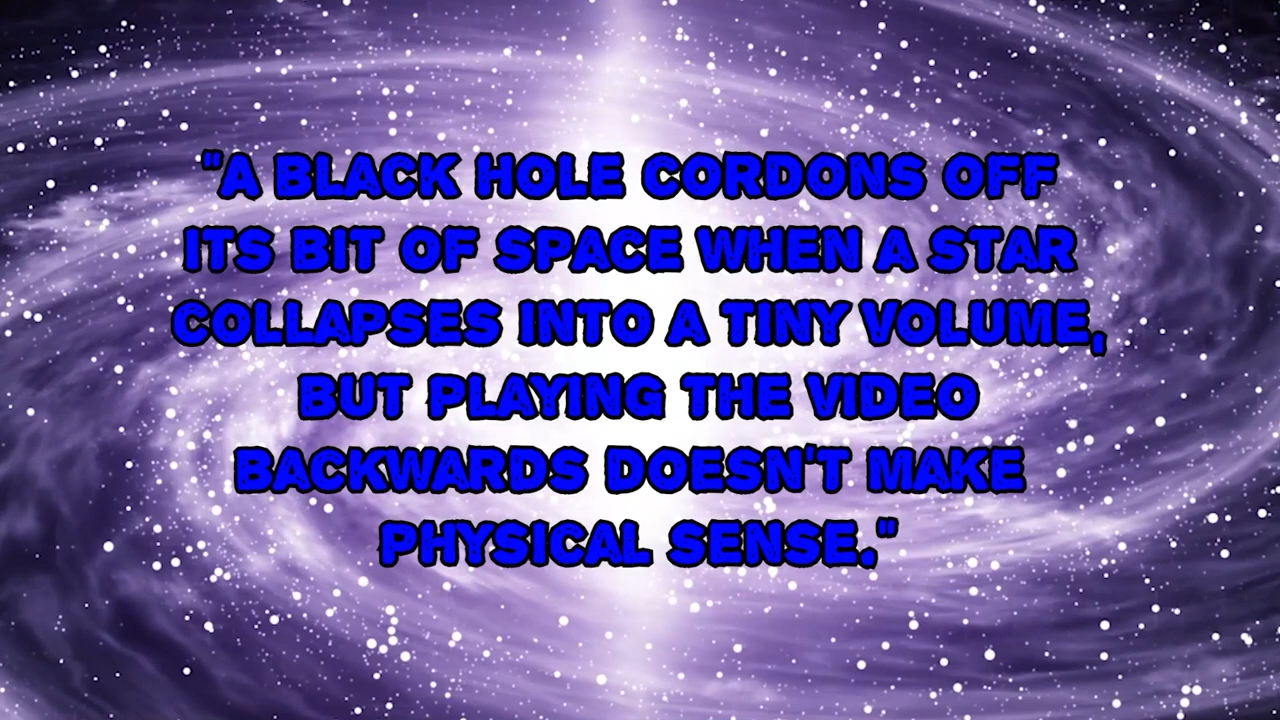 "A BLACK HOLE CORDONS OFF
ITS BIT OF SPACE WHEN A STAR
COLLAPSES INTO A TINY VOLUME,
BUT PLAYING THE VIDEO
BACKWARDS DOESN'T MAKE
PHYSICAL SENSE."